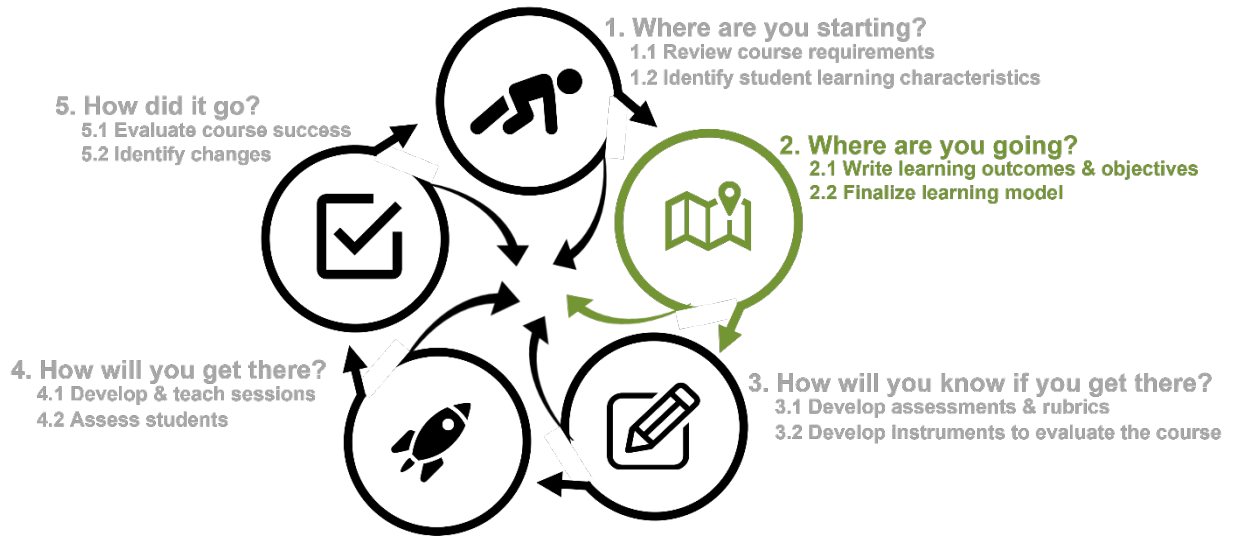 1. Where are you starting?
1.1 Review course requirements
1.2 Identify student learning characteristics
2. Where are you going?
2.1 Write learning outcomes & objectives
2.2 Finalize learning model
3. How will you know if you get there?
3.1 Develop assessments & rubrics
3.2 Develop instruments to evaluate the course
4. How will you get there?
4.1 Develop & teach sessions
4.2 Assess students
5. How did it go?
5.1 Evaluate course success
5.2 Identify changes